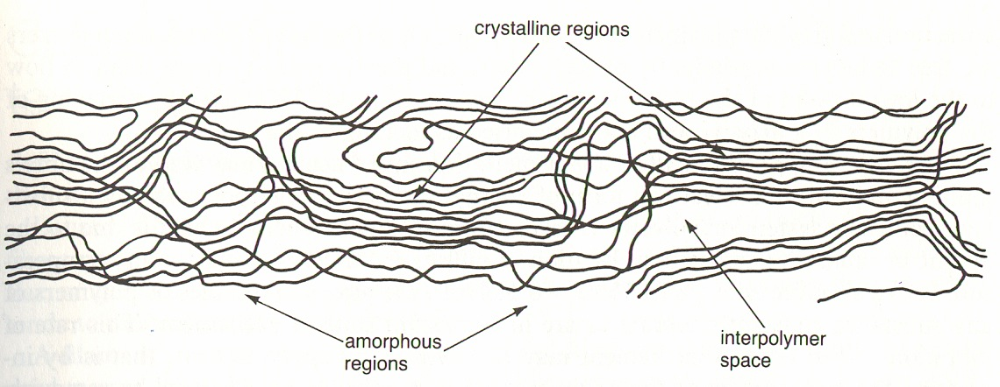 crystalline regions
amorphous
regions
interpolymer
space